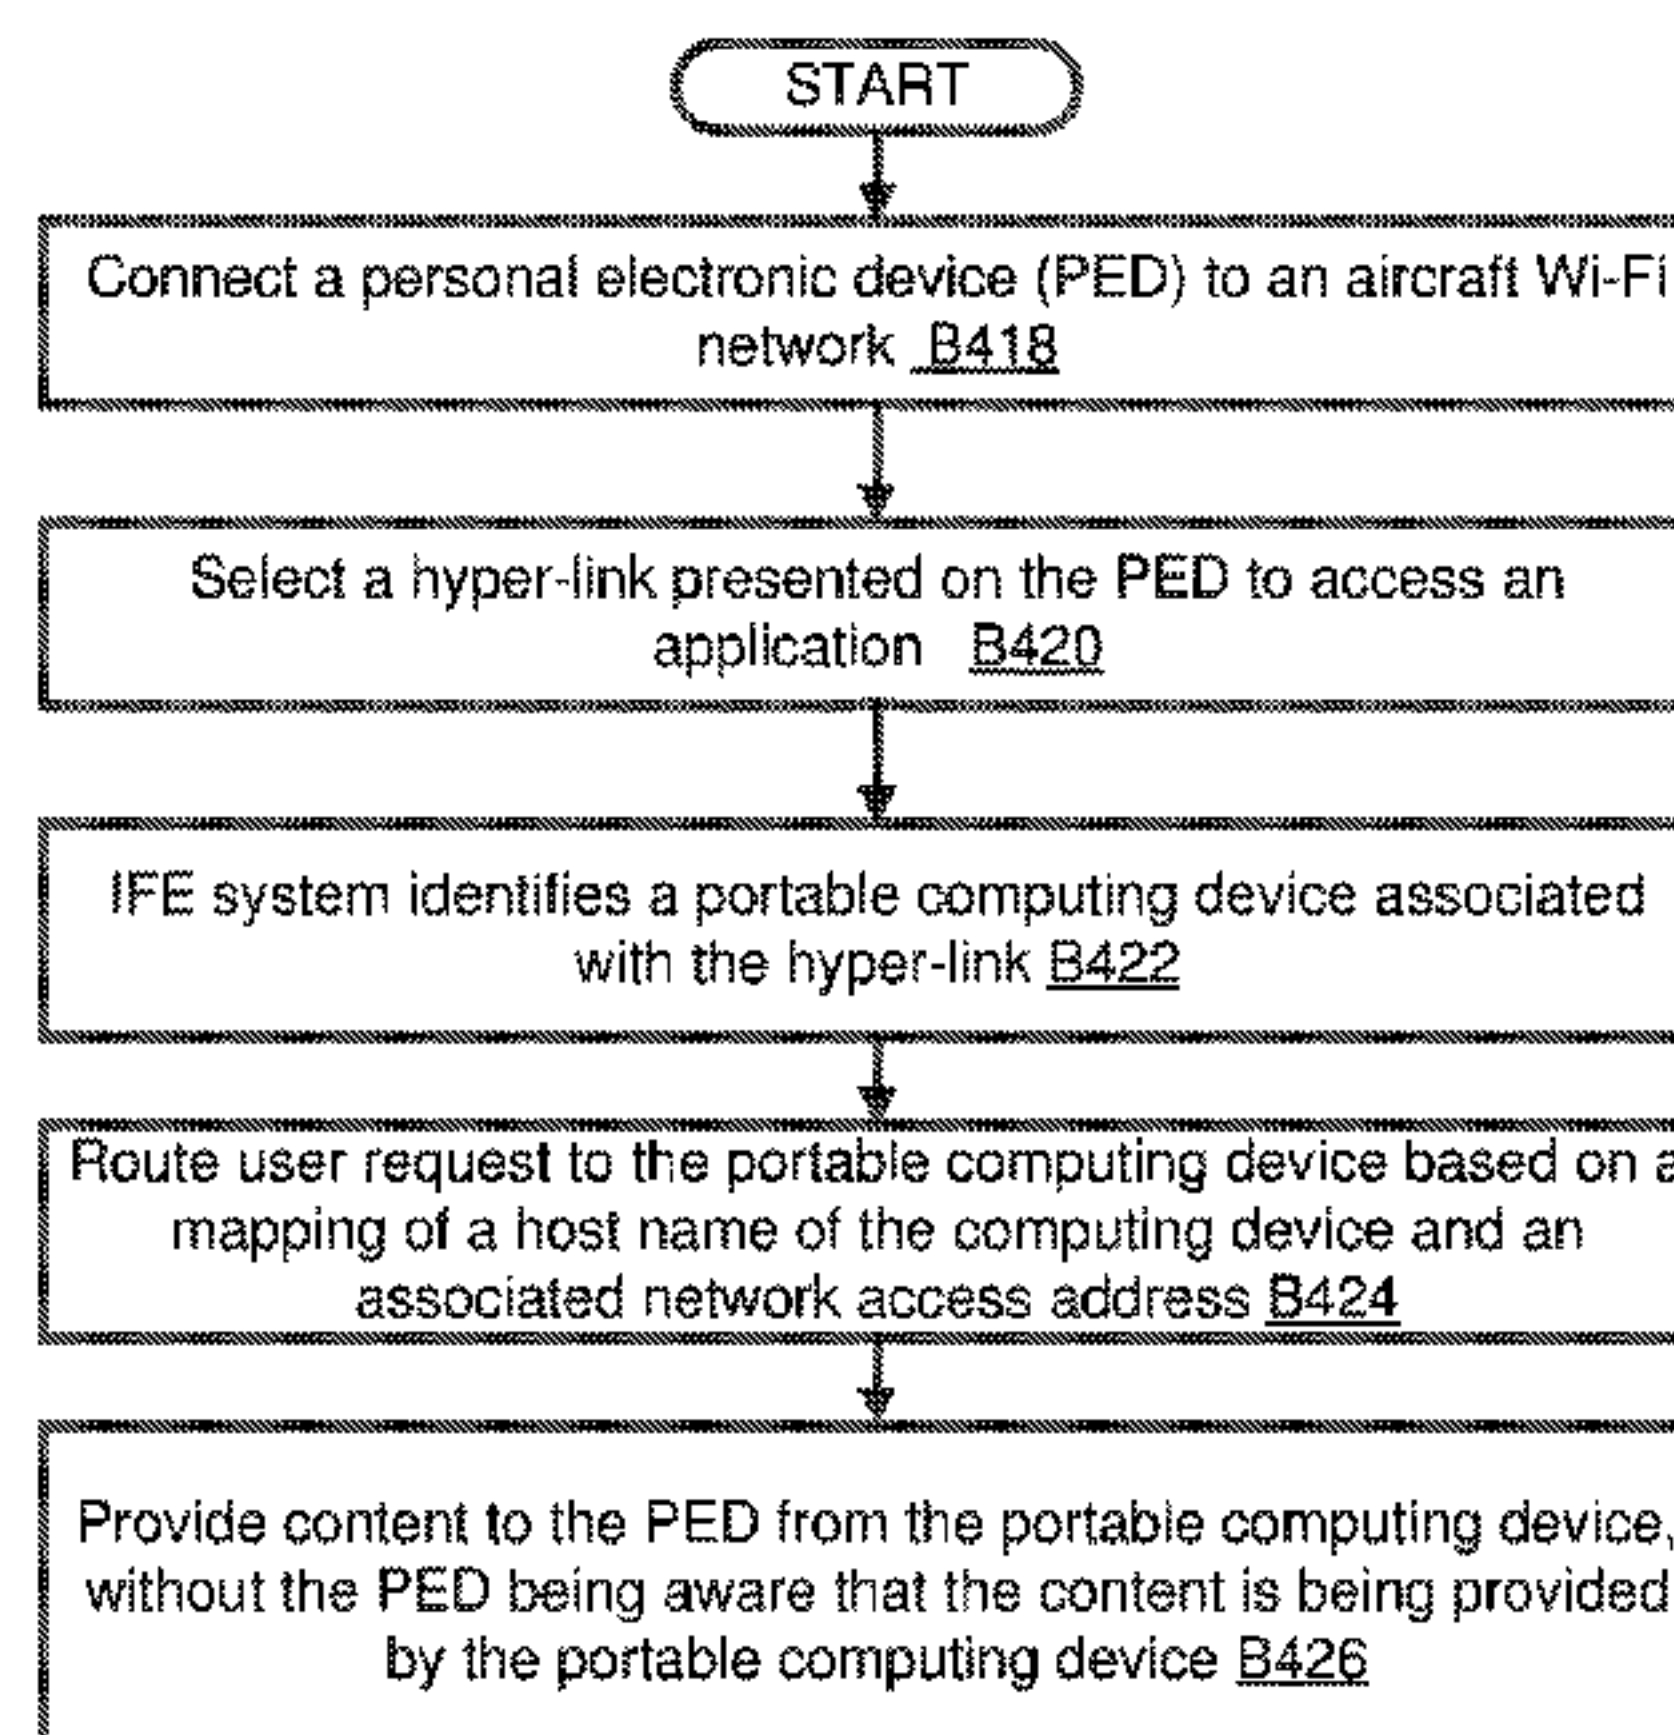 START
Connect a personal electronic device (PED) to an aircraft Wi-Fi
network B418
Select a hyper-link presented on the PED to access an
application B420
IFE system identifies a portable computing device associated
with the hyper-link B422
Route user request to the portable computing device based on a
mapping of a host name of the computing device and an
associated network access address B424
Provide content to the PED from the portable computing device,
without the PED being aware that the content is being provided
by the portable computing device B426